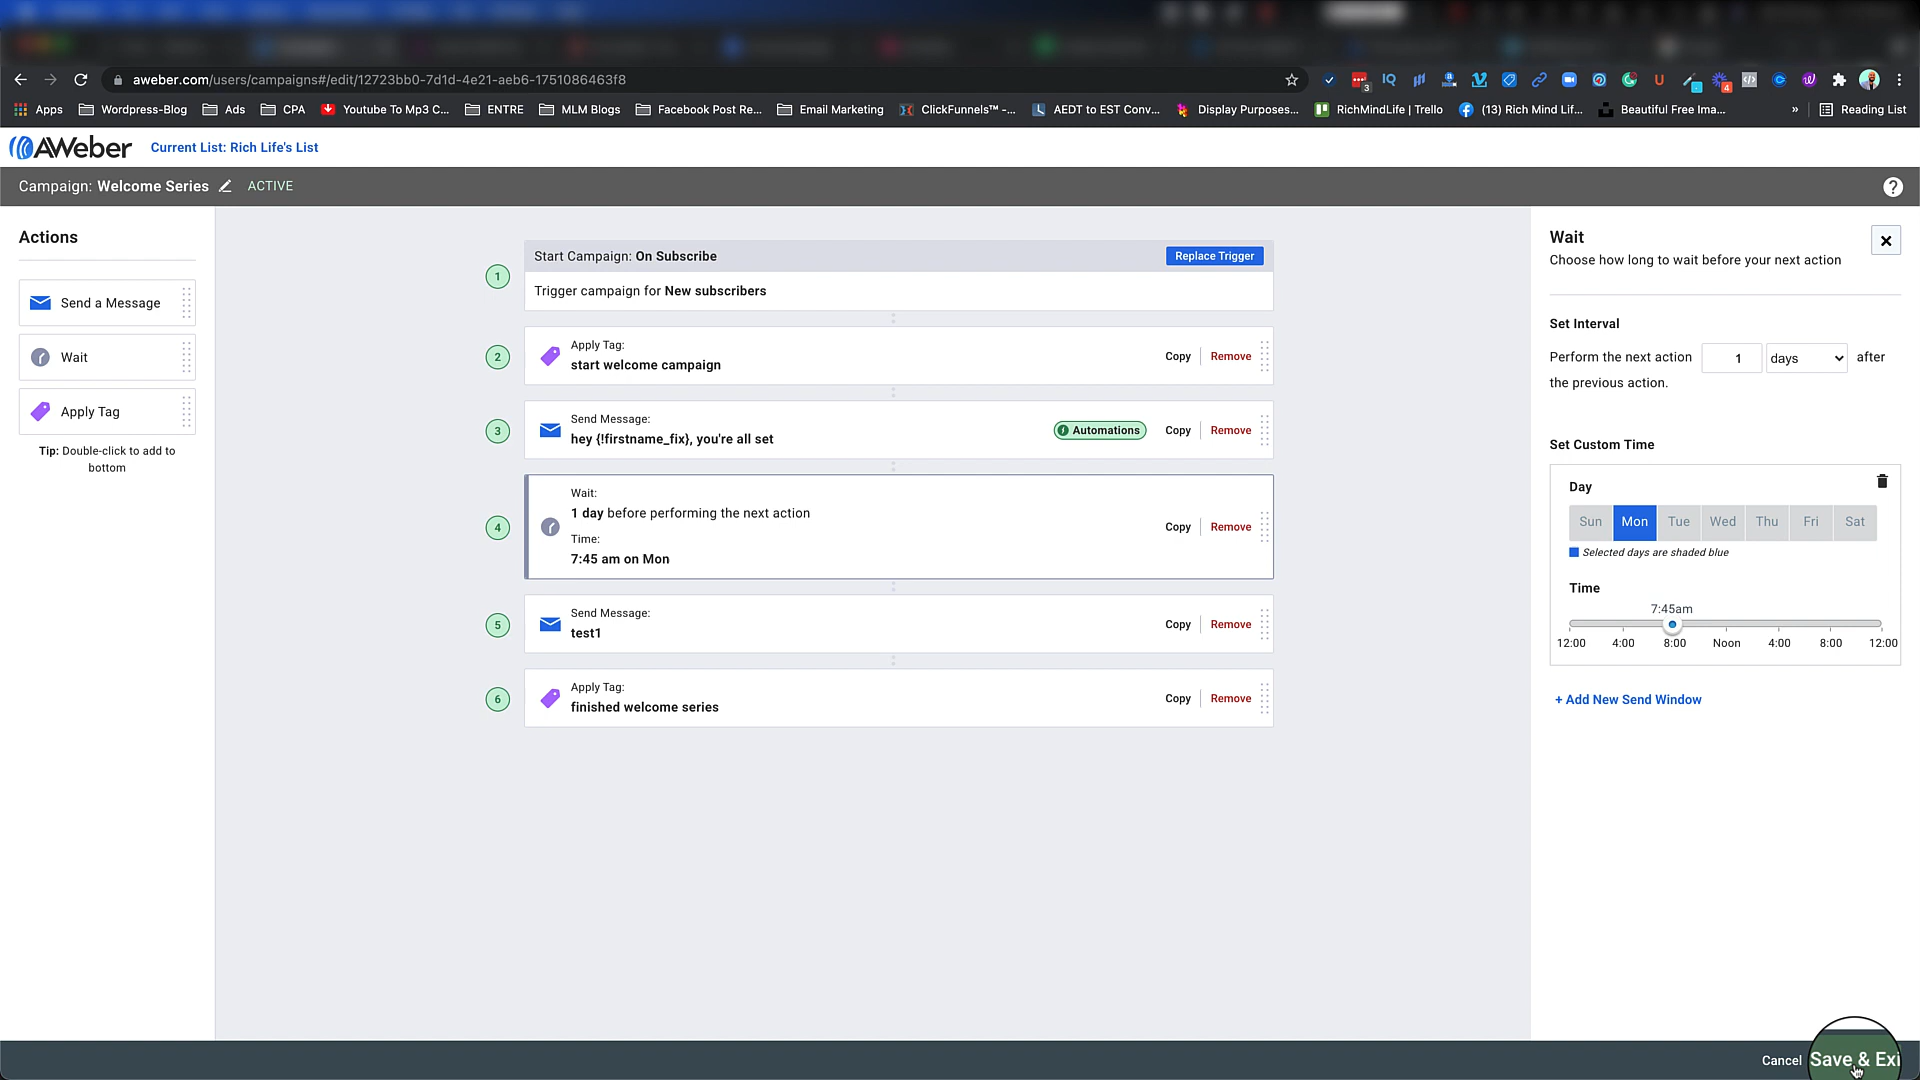 aweber.com/users/campaigns#/edit/12723bb0-7d1d-4e21-aeb6-1751086463f8
Apps Wordpress-Blog Ads CPA Youtube To Mp3 C... ENTRE MLM Blogs Facebook Post Re... Email Marketing ClickFunnels™ -... AEDT to EST Conv... Display Purposes... RichMindLife | Trello (13) Rich Mind Lif... Beautiful Free Ima... » Reading List
AWeber Current List: Rich Life's List
Campaign: Welcome Series ACTIVE
Actions
Send a Message
Wait
Apply Tag
Tip: Double-click to add to
bottom
1
Start Campaign: On Subscribe Replace Trigger
Trigger campaign for New subscribers
2
Apply Tag:
start welcome campaign
Copy Remove
3
Send Message:
hey {!firstname_fix}, you're all set
Automations Copy Remove
4
Wait:
1 day before performing the next action
Time:
7:45 am on Mon
Copy Remove
5
Send Message:
test1
Copy Remove
6
Apply Tag:
finished welcome series
Copy Remove
Wait
Choose how long to wait before your next action
Set Interval
Perform the next action 1 days after
the previous action.
Set Custom Time
Day
Sun Mon Tue Wed Thu Fri Sat
Selected days are shaded blue
Time
7:45am
12:00 4:00 8:00 Noon 4:00 8:00 12:00
+ Add New Send Window
Cancel Save & Exi